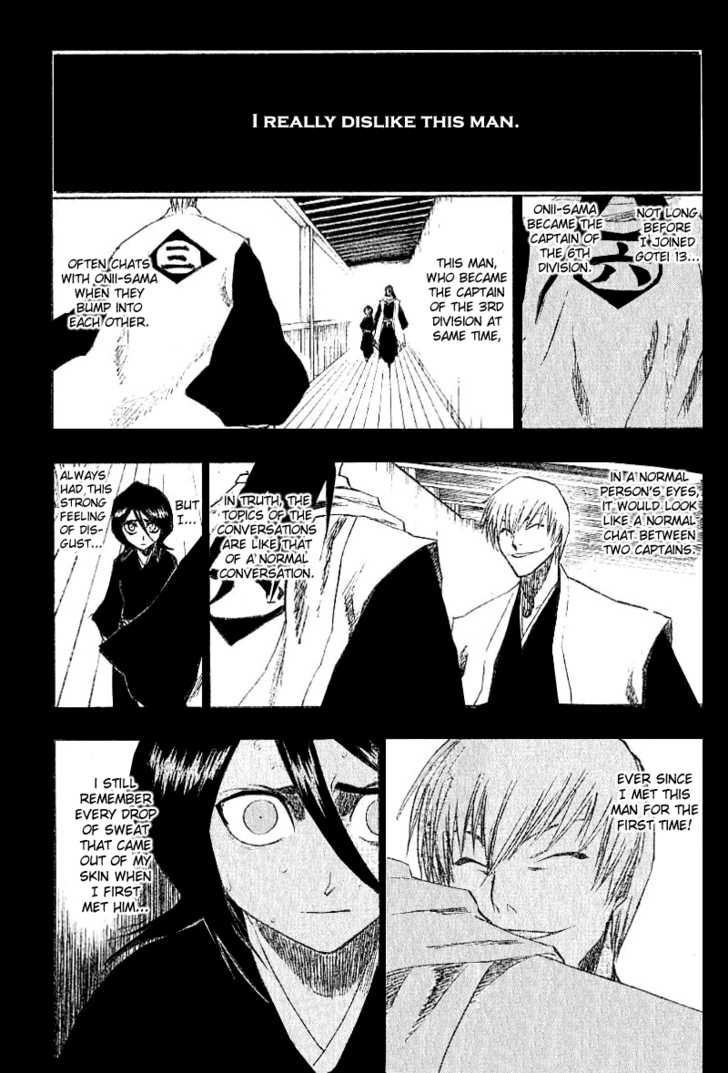 I REALLY DISLIKE THIS MAN.
NOT LONG
BEFORE
I JOINED
GOTEI 13...
ONII-SAMA
BECAME THE
CAPTAIN OF
THE 6TH
DIVISION.
六
THIS MAN,
WHO BECAME
THE CAPTAIN
OF THE 3RD
DIVISION AT
SAME TIME,
三
OFTEN CHATS
WITH ONII-SAMA
WHEN THEY
BUMP INTO
EACH OTHER.
IN A NORMAL
PERSON'S EYES,
IT WOULD LOOK
LIKE A NORMAL
CHAT BETWEEN
TWO CAPTAINS.
IN TRUTH, THE
TOPICS OF THE
CONVERSATIONS
ARE LIKE THAT
OF A NORMAL
CONVERSATION.
BUT
I...
ALWAYS
HAD THIS
STRONG
FEELING
OF DIS-
GUST...
EVER SINCE
I MET THIS
MAN FOR THE
FIRST TIME!
I STILL
REMEMBER
EVERY DROP
OF SWEAT
THAT CAME
OUT OF MY
SKIN WHEN
I FIRST
MET HIM...